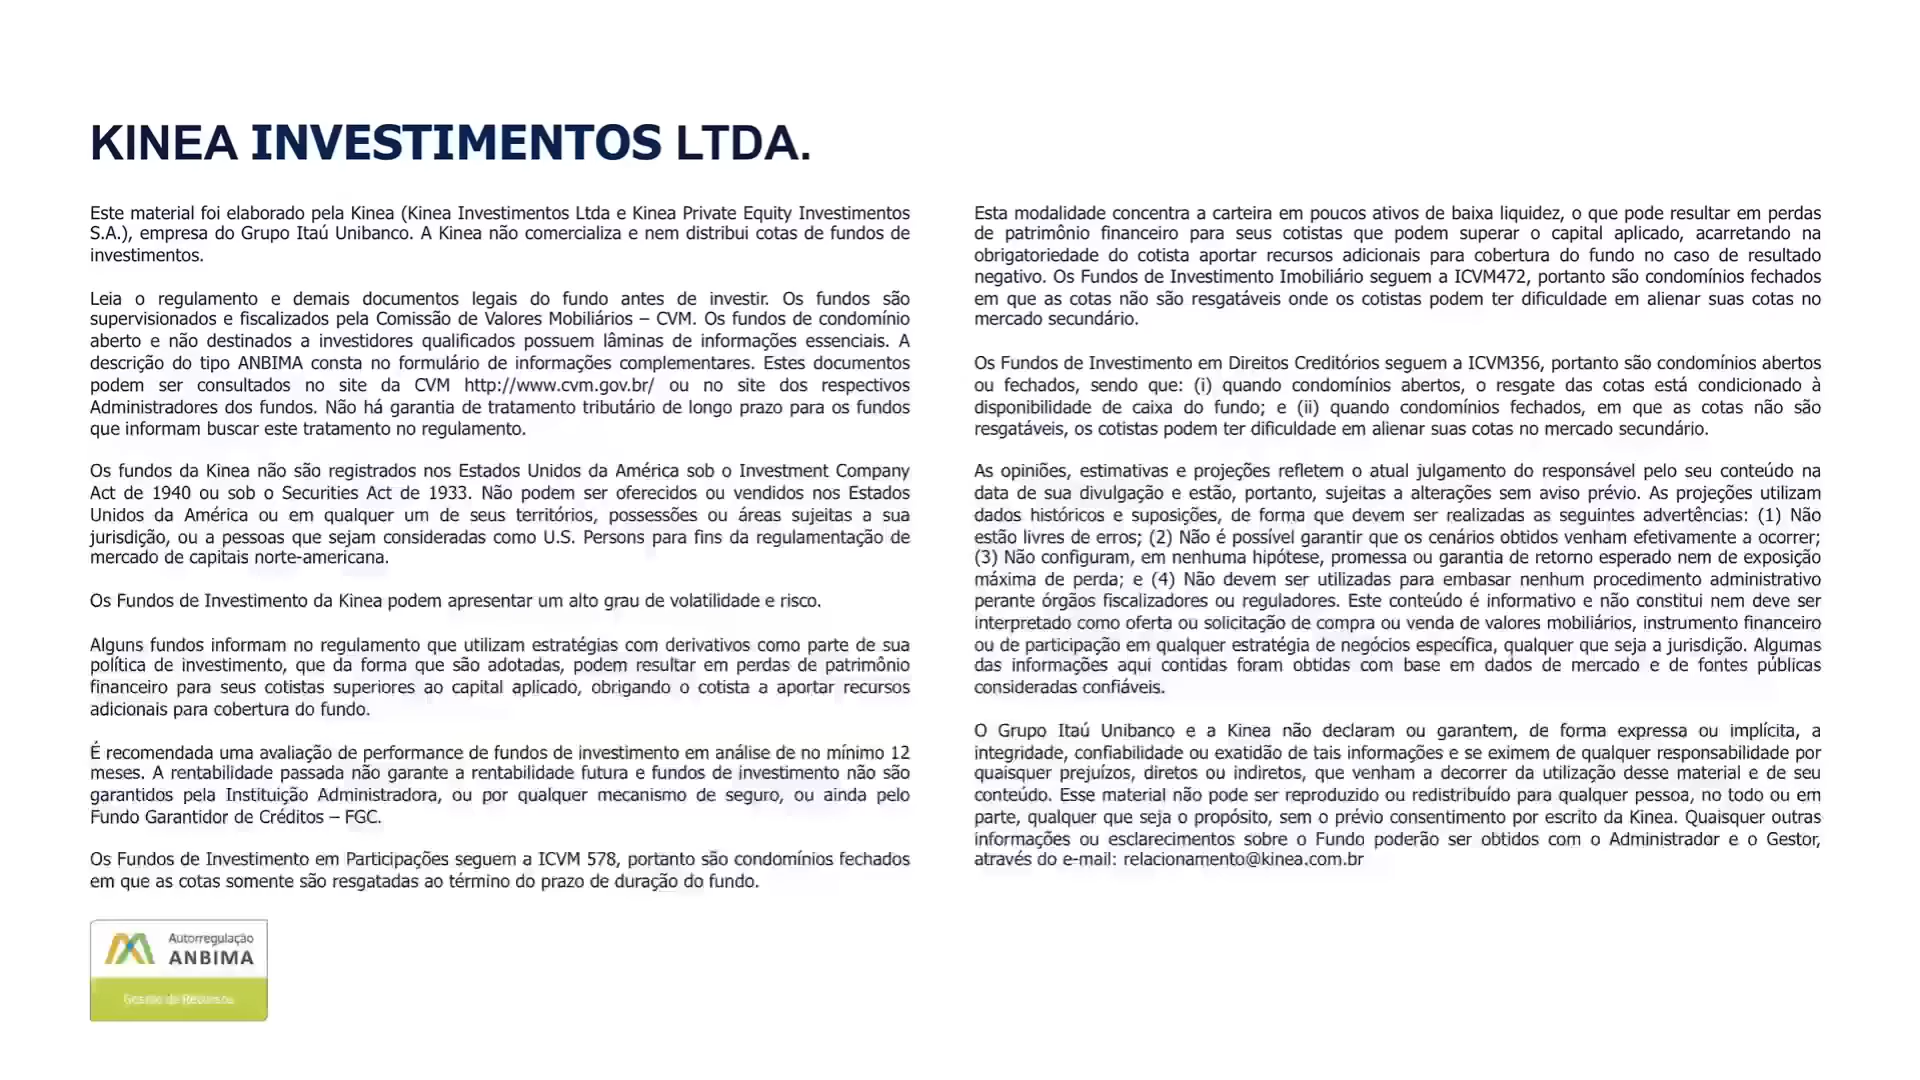 KINEA INVESTIMENTOS LTDA.
Este material foi elaborado pela Kinea (Kinea Investimentos Ltda e Kinea Private Equity Investimentos
S.A.), empresa do Grupo Itaú Unibanco. A Kinea não comercializa e nem distribui cotas de fundos de
investimentos.
Leia o regulamento e demais documentos legais do fundo antes de investir. Os fundos são
supervisionados e fiscalizados pela Comissão de Valores Mobiliários – CVM. Os fundos de condomínio
aberto e não destinados a investidores qualificados possuem lâminas de informações essenciais. A
descrição do tipo ANBIMA consta no formulário de informações complementares. Estes documentos
podem ser consultados no site da CVM http://www.cvm.gov.br/ ou no site dos respectivos
Administradores dos fundos. Não há garantia de tratamento tributário de longo prazo para os fundos
que informam buscar este tratamento no regulamento.
Os fundos da Kinea não são registrados nos Estados Unidos da América sob o Investment Company
Act de 1940 ou sob o Securities Act de 1933. Não podem ser oferecidos ou vendidos nos Estados
Unidos da América ou em qualquer um de seus territórios, possessões ou áreas sujeitas a sua
jurisdição, ou a pessoas que sejam consideradas como U.S. Persons para fins da regulamentação de
mercado de capitais norte-americana.
Os Fundos de Investimento da Kinea podem apresentar um alto grau de volatilidade e risco.
Alguns fundos informam no regulamento que utilizam estratégias com derivativos como parte de sua
política de investimento, que da forma que são adotadas, podem resultar em perdas de patrimônio
financeiro para seus cotistas superiores ao capital aplicado, obrigando o cotista a aportar recursos
adicionais para cobertura do fundo.
É recomendada uma avaliação de performance de fundos de investimento em análise de no mínimo 12
meses. A rentabilidade passada não garante a rentabilidade futura e fundos de investimento não são
garantidos pela Instituição Administradora, ou por qualquer mecanismo de seguro, ou ainda pelo
Fundo Garantidor de Créditos – FGC.
Os Fundos de Investimento em Participações seguem a ICVM 578, portanto são condomínios fechados
em que as cotas somente são resgatadas ao término do prazo de duração do fundo.
Esta modalidade concentra a carteira em poucos ativos de baixa liquidez, o que pode resultar em perdas
de patrimônio financeiro para seus cotistas que podem superar o capital aplicado, acarretando na
obrigatoriedade do cotista aportar recursos adicionais para cobertura do fundo no caso de resultado
negativo. Os Fundos de Investimento Imobiliário seguem a ICVM472, portanto são condomínios fechados
em que as cotas não são resgatáveis onde os cotistas podem ter dificuldade em alienar suas cotas no
mercado secundário.
Os Fundos de Investimento em Direitos Creditórios seguem a ICVM356, portanto são condomínios abertos
ou fechados, sendo que: (i) quando condomínios abertos, o resgate das cotas está condicionado à
disponibilidade de caixa do fundo; e (ii) quando condomínios fechados, em que as cotas não são
resgatáveis, os cotistas podem ter dificuldade em alienar suas cotas no mercado secundário.
As opiniões, estimativas e projeções refletem o atual julgamento do responsável pelo seu conteúdo na
data de sua divulgação e estão, portanto, sujeitas a alterações sem aviso prévio. As projeções utilizam
dados históricos e suposições, de forma que devem ser realizadas as seguintes advertências: (1) Não
estão livres de erros; (2) Não é possível garantir que os cenários obtidos venham efetivamente a ocorrer;
(3) Não configuram, em nenhuma hipótese, promessa ou garantia de retorno esperado nem de exposição
máxima de perda; e (4) Não devem ser utilizadas para embasar nenhum procedimento administrativo
perante órgãos fiscalizadores ou reguladores. Este conteúdo é informativo e não constitui nem deve ser
interpretado como oferta ou solicitação de compra ou venda de valores mobiliários, instrumento financeiro
ou de participação em qualquer estratégia de negócios específica, qualquer que seja a jurisdição. Algumas
das informações aqui contidas foram obtidas com base em dados de mercado e de fontes públicas
consideradas confiáveis.
O Grupo Itaú Unibanco e a Kinea não declaram ou garantem, de forma expressa ou implícita, a
integridade, confiabilidade ou exatidão de tais informações e se eximem de qualquer responsabilidade por
quaisquer prejuízos, diretos ou indiretos, que venham a decorrer da utilização desse material e de seu
conteúdo. Esse material não pode ser reproduzido ou redistribuído para qualquer pessoa, no todo ou em
parte, qualquer que seja o propósito, sem o prévio consentimento por escrito da Kinea. Quaisquer outras
informações ou esclarecimentos sobre o Fundo poderão ser obtidos com o Administrador e o Gestor,
através do e-mail: relacionamento@kinea.com.br
Autorregulação
ANBIMA
Gestão de Recursos